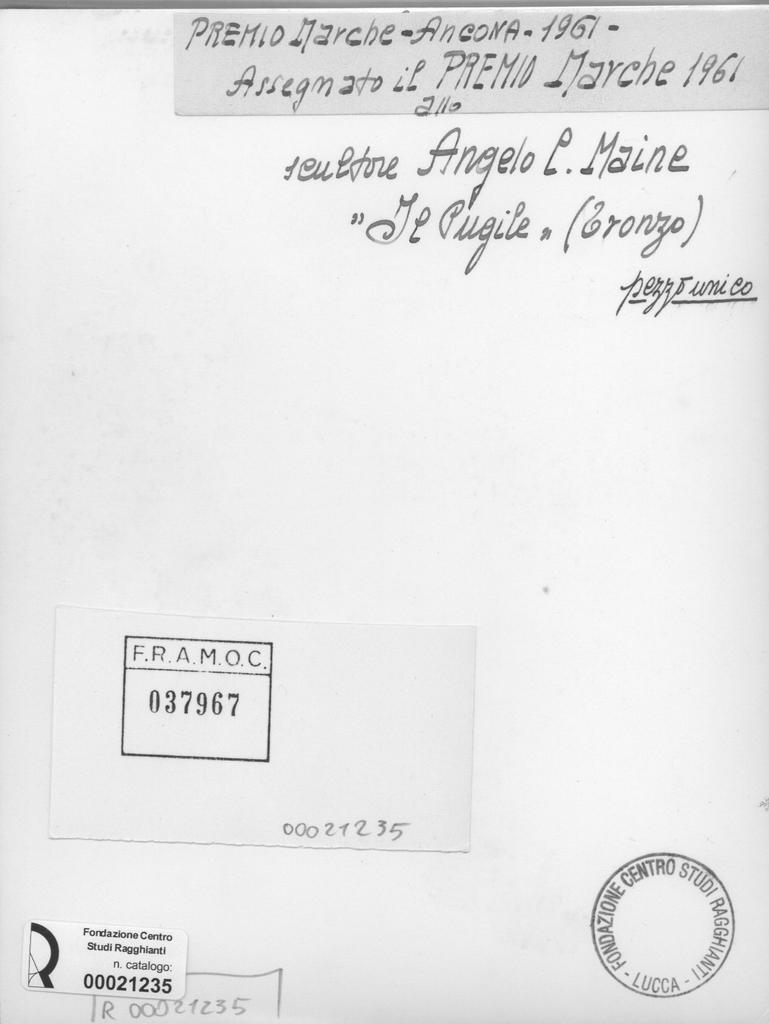 PREMIO Marche - ANCONA - 1961 -
Assegnato il PREMIO Marche 1961
allo
scultore Angelo C. Maine
"Il Pugile" (Bronzo)
pezzo unico
F.R.A.M.O.C.
037967
00021235
FONDAZIONE CENTRO STUDI RAGGHIANTI
- LUCCA -
Fondazione Centro
Studi Ragghianti
n. catalogo:
00021235
R 00021235